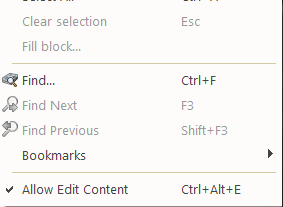 Clear selection Esc
Fill block...
Find... Ctrl+F
Find Next F3
Find Previous Shift+F3
Bookmarks
Allow Edit Content Ctrl+Alt+E